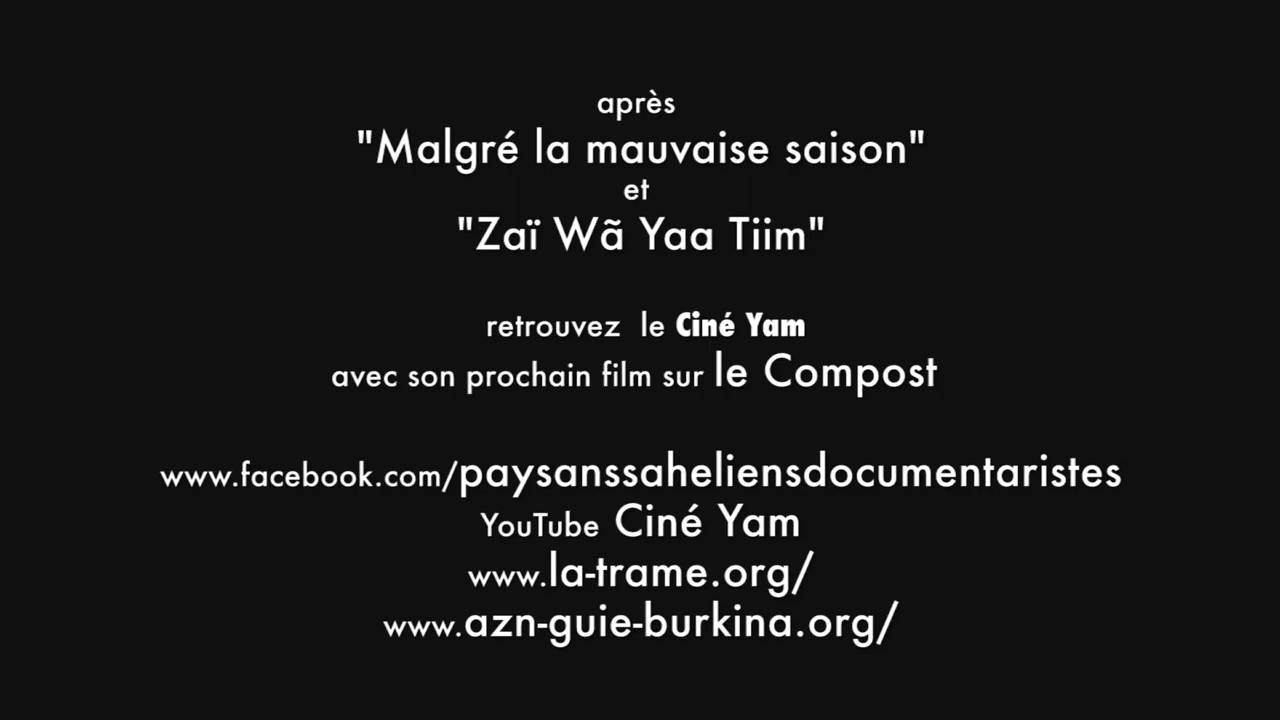 après
"Malgré la mauvaise saison"
et
"Zaï Wã Yaa Tiim"
retrouvez le Ciné Yam
avec son prochain film sur le Compost
www.facebook.com/paysanssaheliensdocumentaristes
YouTube Ciné Yam
www.la-trame.org/
www.azn-guie-burkina.org/